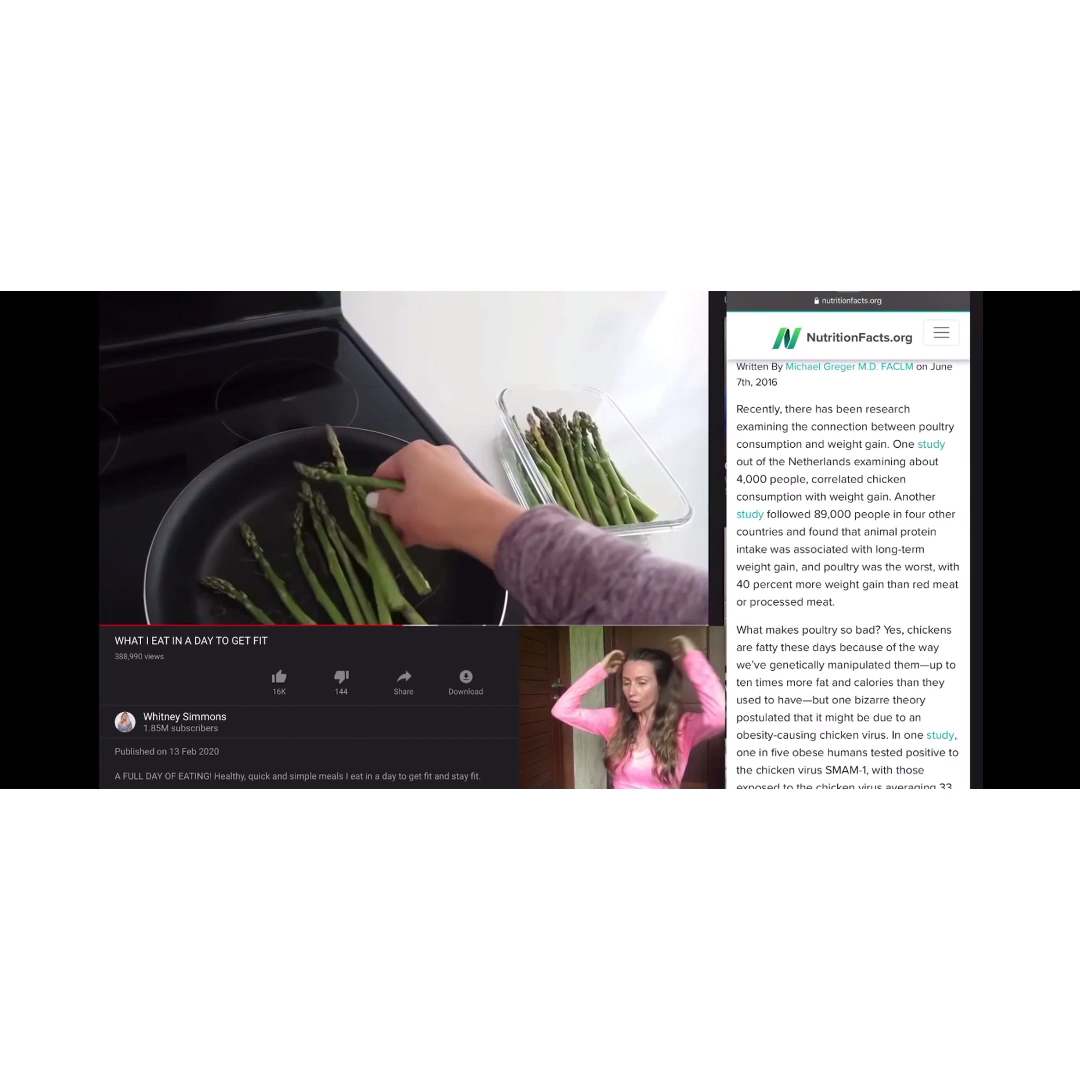 WHAT I EAT IN A DAY TO GET FIT
388,990 views
16K
144
Share
Download
Whitney Simmons
1.85M subscribers
Published on 13 Feb 2020
A FULL DAY OF EATING! Healthy, quick and simple meals I eat in a day to get fit and stay fit.
nutritionfacts.org
NutritionFacts.org
Written By Michael Greger M.D. FACLM on June
7th, 2016
Recently, there has been research
examining the connection between poultry
consumption and weight gain. One study
out of the Netherlands examining about
4,000 people, correlated chicken
consumption with weight gain. Another
study followed 89,000 people in four other
countries and found that animal protein
intake was associated with long-term
weight gain, and poultry was the worst, with
40 percent more weight gain than red meat
or processed meat.
What makes poultry so bad? Yes, chickens
are fatty these days because of the way
we've genetically manipulated them—up to
ten times more fat and calories than they
used to have—but one bizarre theory
postulated that it might be due to an
obesity-causing chicken virus. In one study,
one in five obese humans tested positive to
the chicken virus SMAM-1, with those
exposed to the chicken virus averaging 33